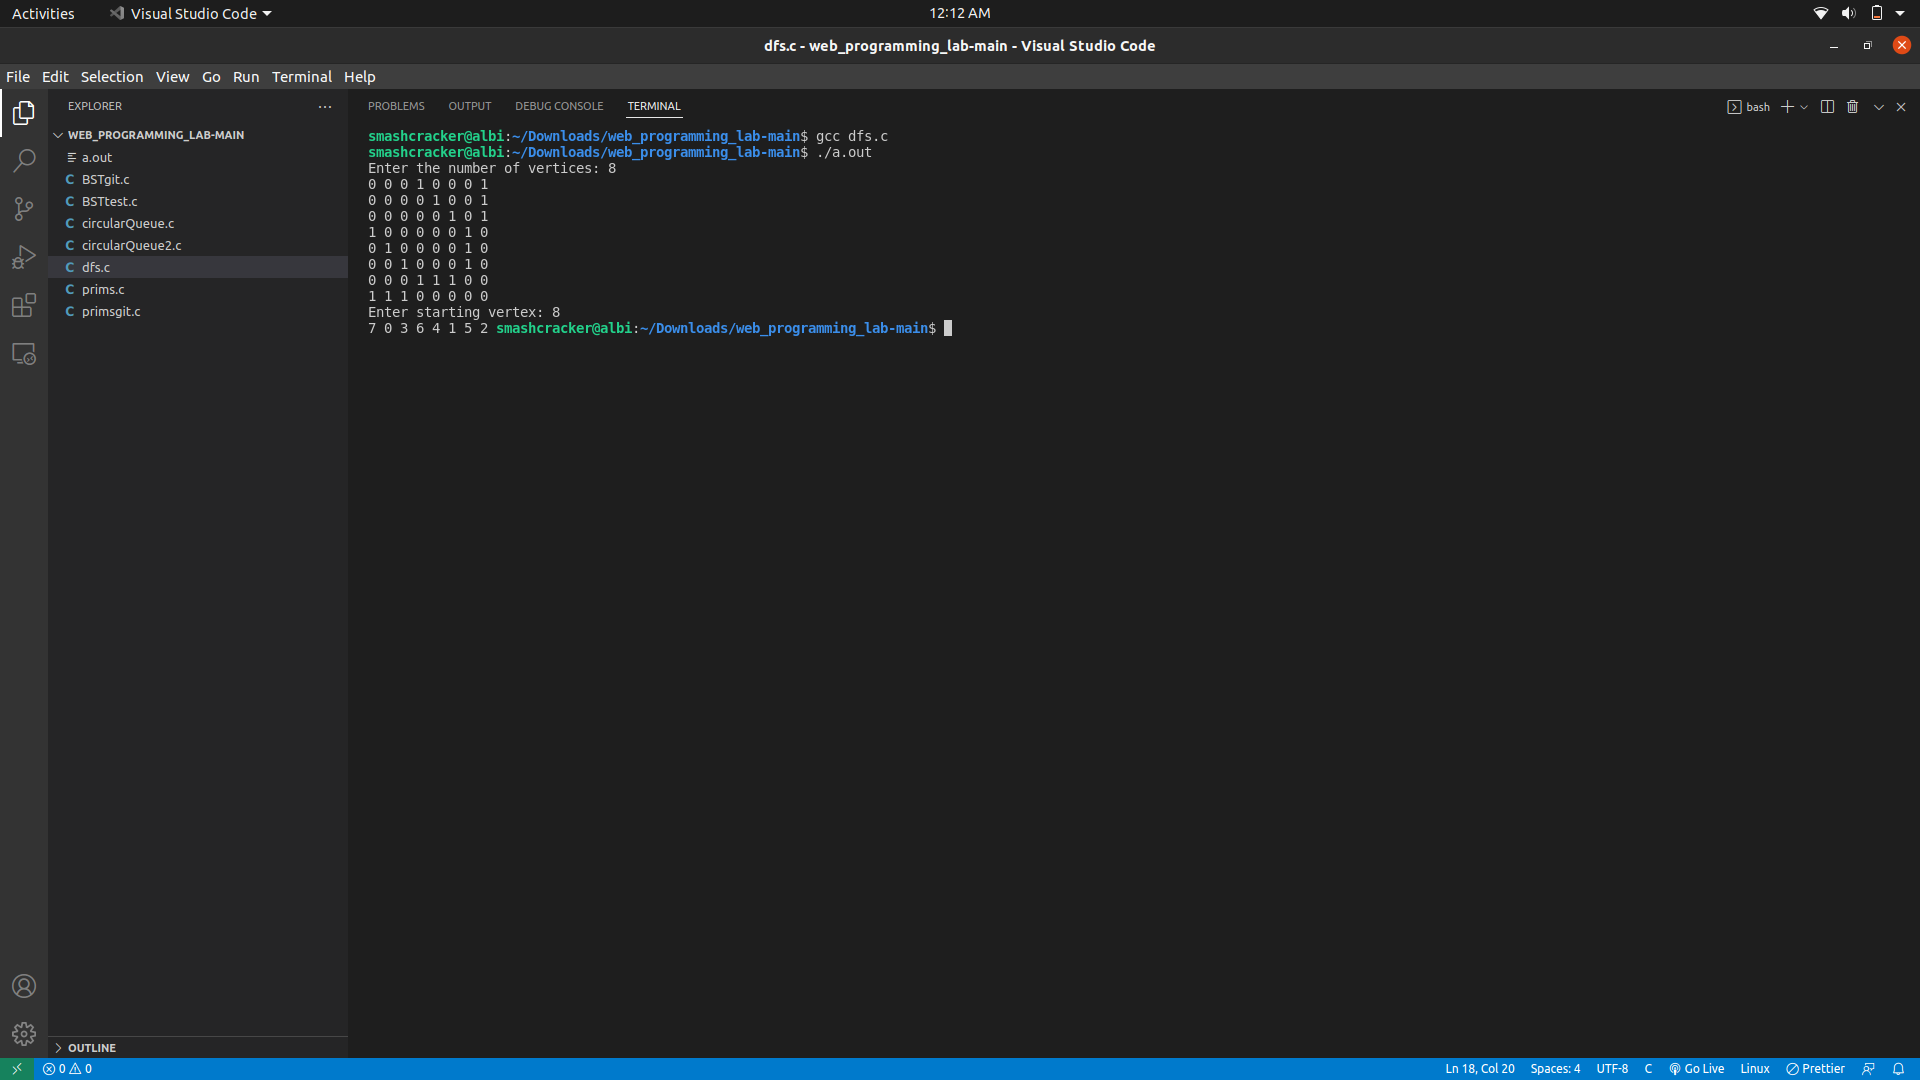 Activities Visual Studio Code 12:12 AM
dfs.c - web_programming_lab-main - Visual Studio Code
File Edit Selection View Go Run Terminal Help
EXPLORER
WEB_PROGRAMMING_LAB-MAIN
a.out
C BSTgit.c
C BSTtest.c
C circularQueue.c
C circularQueue2.c
C dfs.c
C prims.c
C primsgit.c
OUTLINE
PROBLEMS OUTPUT DEBUG CONSOLE TERMINAL bash
smashcracker@albi:~/Downloads/web_programming_lab-main$ gcc dfs.c
smashcracker@albi:~/Downloads/web_programming_lab-main$ ./a.out
Enter the number of vertices: 8
0 0 0 1 0 0 0 1
0 0 0 0 1 0 0 1
0 0 0 0 0 1 0 1
1 0 0 0 0 0 1 0
0 1 0 0 0 0 1 0
0 0 1 0 0 0 1 0
0 0 0 1 1 1 0 0
1 1 1 0 0 0 0 0
Enter starting vertex: 8
7 0 3 6 4 1 5 2 smashcracker@albi:~/Downloads/web_programming_lab-main$
0 0 Ln 18, Col 20 Spaces: 4 UTF-8 C Go Live Linux Prettier